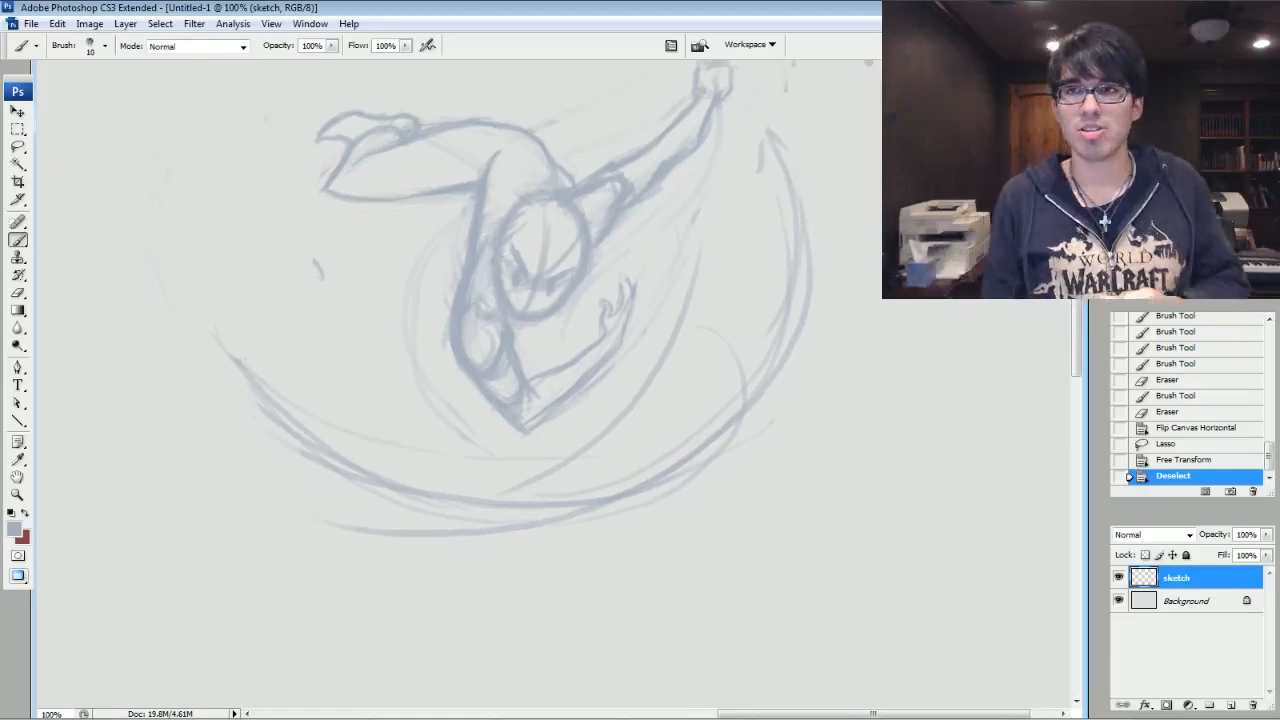 Adobe Photoshop CS3 Extended - [Untitled-1 @ 100% (sketch, RGB/8)]
File Edit Image Layer Select Filter Analysis View Window Help
Brush: 10 Mode: Normal Opacity: 100% Flow: 100% Workspace
Ps
WORLD
WARCRAFT
Brush Tool
Brush Tool
Brush Tool
Brush Tool
Eraser
Brush Tool
Eraser
Flip Canvas Horizontal
Lasso
Free Transform
Deselect
Normal Opacity: 100%
Lock: Fill: 100%
sketch
Background
100% Doc: 19.8M/4.61M